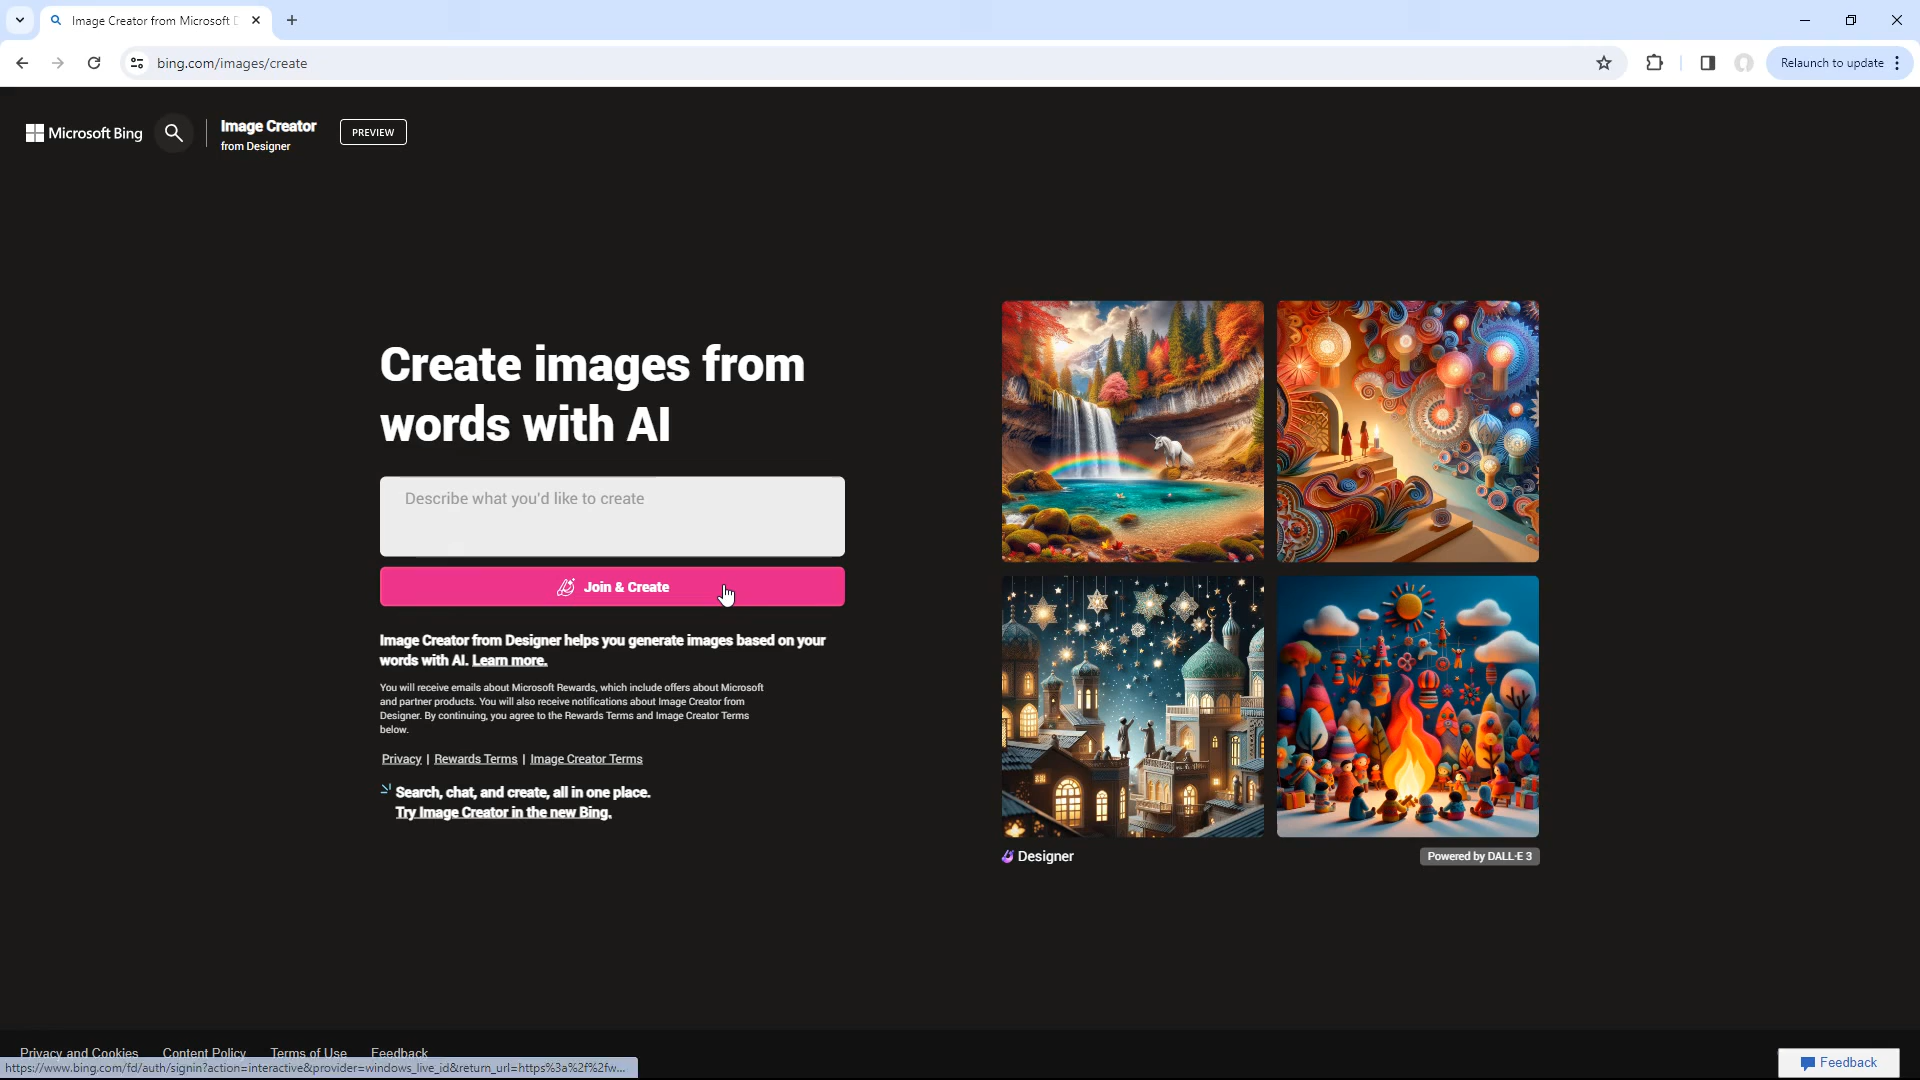 Image Creator from Microsoft D
bing.com/images/create
Relaunch to update
Microsoft Bing
Image Creator
from Designer
PREVIEW
Create images from
words with AI
Describe what you'd like to create
Join & Create
Image Creator from Designer helps you generate images based on your
words with AI. Learn more.
You will receive emails about Microsoft Rewards, which include offers about Microsoft
and partner products. You will also receive notifications about Image Creator from
Designer. By continuing, you agree to the Rewards Terms and Image Creator Terms
below.
Privacy | Rewards Terms | Image Creator Terms
Search, chat, and create, all in one place.
Try Image Creator in the new Bing.
Designer
Powered by DALL·E 3
Privacy and Cookies Content Policy Terms of Use Feedback
https://www.bing.com/fd/auth/signin?action=interactive&provider=windows_live_id&return_url=https%3a%2f%2fw...
Feedback